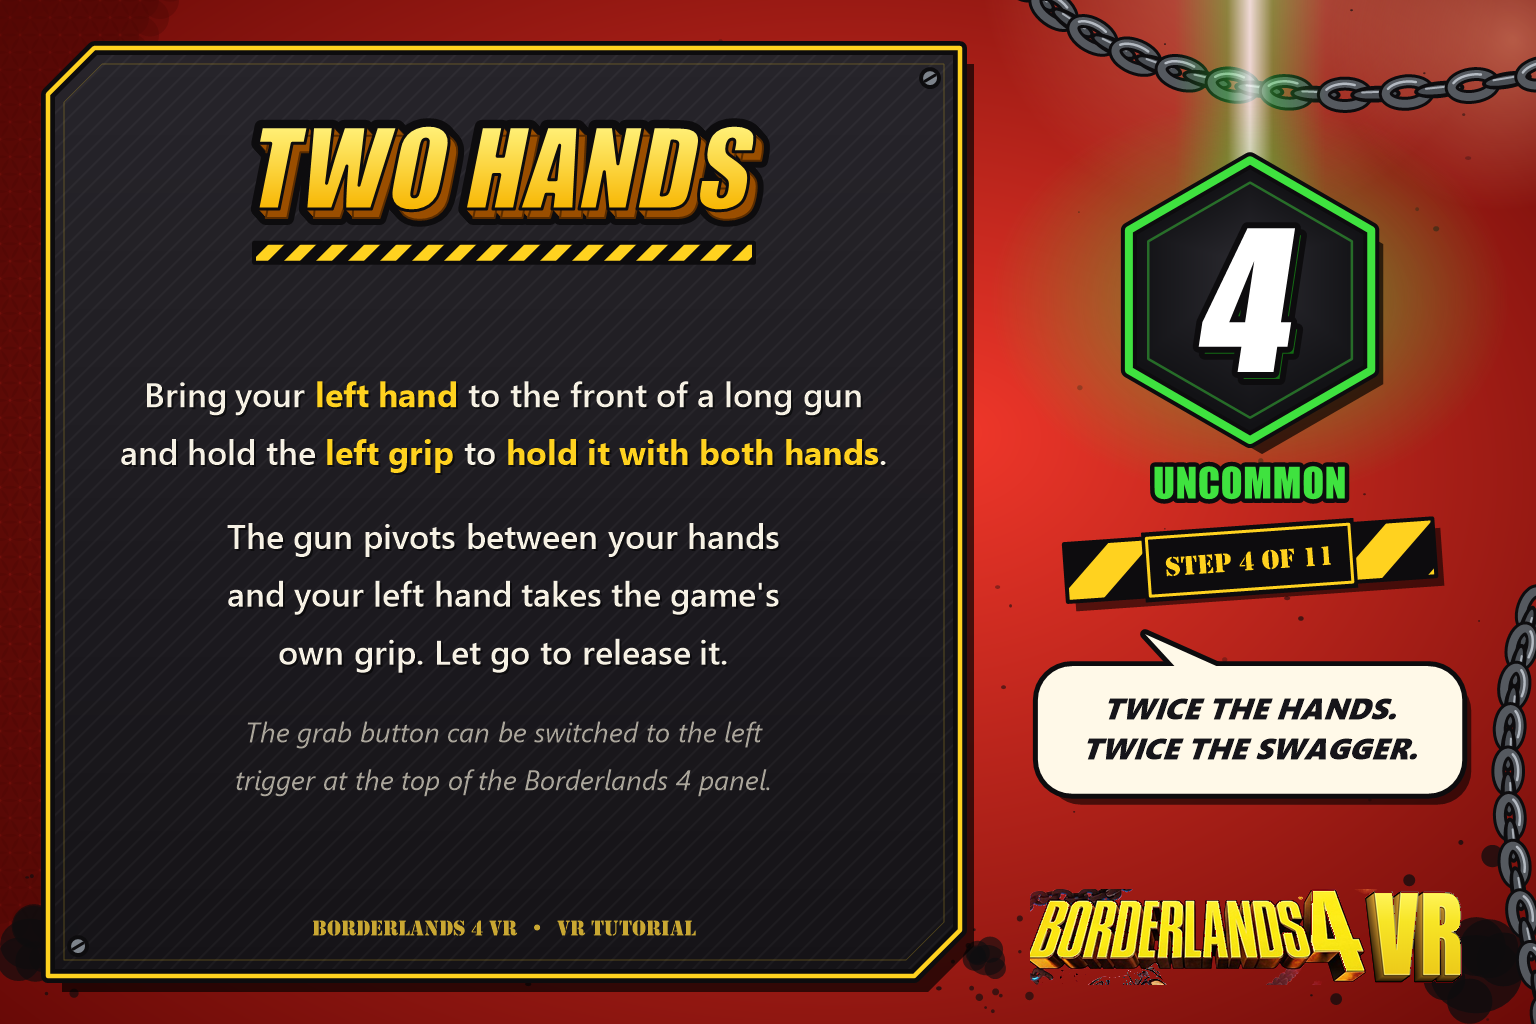 TWO HANDS
Bring your left hand to the front of a long gun
and hold the left grip to hold it with both hands.
The gun pivots between your hands
and your left hand takes the game's
own grip. Let go to release it.
The grab button can be switched to the left
trigger at the top of the Borderlands 4 panel.
BORDERLANDS 4 VR • VR TUTORIAL
4
UNCOMMON
STEP 4 OF 11
TWICE THE HANDS.
TWICE THE SWAGGER.
BORDERLANDS 4 VR